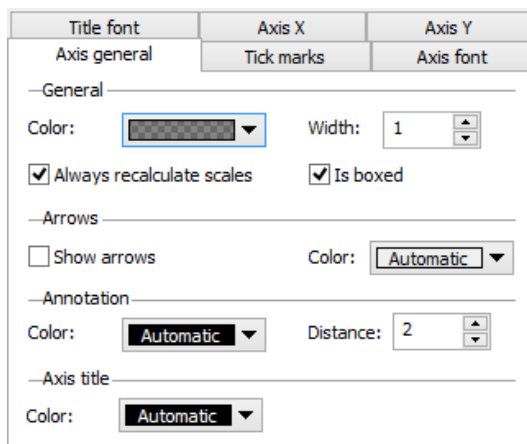 Title font Axis X Axis Y
Axis general Tick marks Axis font
General
Color: Width: 1
Always recalculate scales Is boxed
Arrows
Show arrows Color: Automatic
Annotation
Color: Automatic Distance: 2
Axis title
Color: Automatic